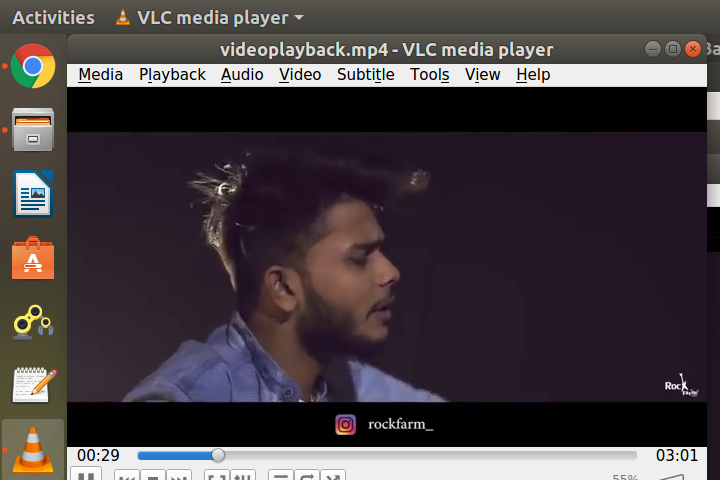 Activities VLC media player
videoplayback.mp4 - VLC media player
Media Playback Audio Video Subtitle Tools View Help
Rock
rockfarm_
00:29 03:01
55%